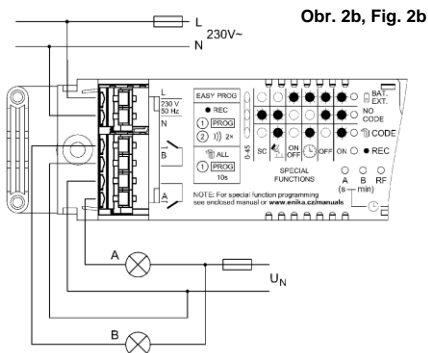 Obr. 2b, Fig. 2b
L
230V~
N
L
230 V
50 Hz
N
B
A
EASY PROG
● REC
1 PROG
2 2×
ALL
1 PROG
10s
0-45
SC
ON
OFF
OFF
ON
BAT.
EXT.
NO
CODE
CODE
● REC
SPECIAL
FUNCTIONS
A B RF
(s — min)
NOTE: For special function programming
see enclosed manual or www.enika.cz/manuals
A
U_N
B